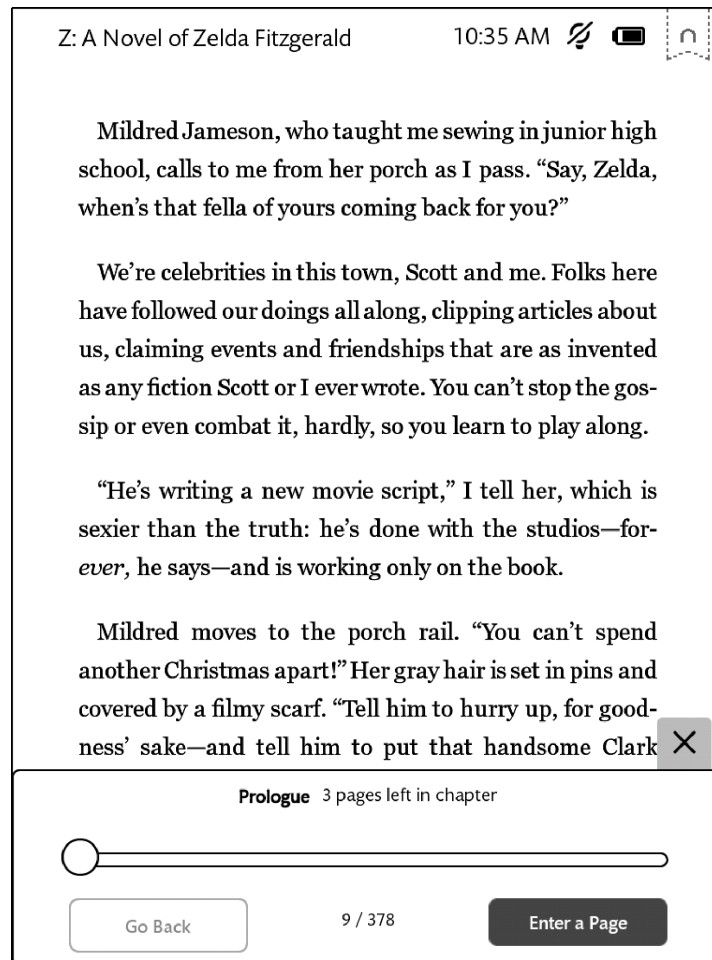 Z: A Novel of Zelda Fitzgerald 10:35 AM
Mildred Jameson, who taught me sewing in junior high
school, calls to me from her porch as I pass. “Say, Zelda,
when’s that fella of yours coming back for you?”
We’re celebrities in this town, Scott and me. Folks here
have followed our doings all along, clipping articles about
us, claiming events and friendships that are as invented
as any fiction Scott or I ever wrote. You can’t stop the gos-
sip or even combat it, hardly, so you learn to play along.
“He’s writing a new movie script,” I tell her, which is
sexier than the truth: he’s done with the studios—for-
ever, he says—and is working only on the book.
Mildred moves to the porch rail. “You can’t spend
another Christmas apart!” Her gray hair is set in pins and
covered by a filmy scarf. “Tell him to hurry up, for good-
ness’ sake—and tell him to put that handsome Clark
Prologue 3 pages left in chapter
Go Back 9 / 378 Enter a Page